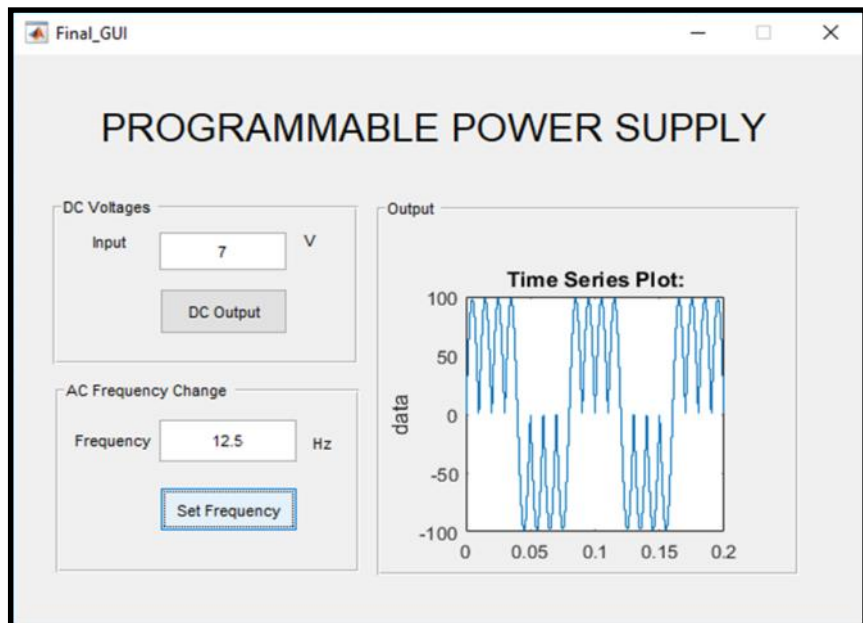 Final_GUI
PROGRAMMABLE POWER SUPPLY
DC Voltages
Input 7 V
DC Output
AC Frequency Change
Frequency 12.5 Hz
Set Frequency
Output
Time Series Plot:
100
50
0
-50
-100
data
0 0.05 0.1 0.15 0.2